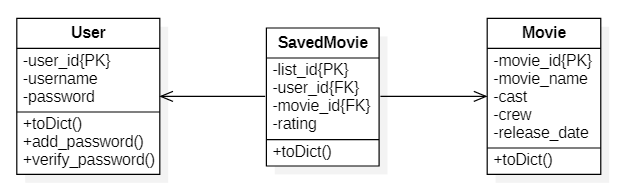 User
-user_id{PK}
-username
-password
+toDict()
+add_password()
+verify_password()
SavedMovie
-list_id{PK}
-user_id{FK}
-movie_id{FK}
-rating
+toDict()
Movie
-movie_id{PK}
-movie_name
-cast
-crew
-release_date
+toDict()